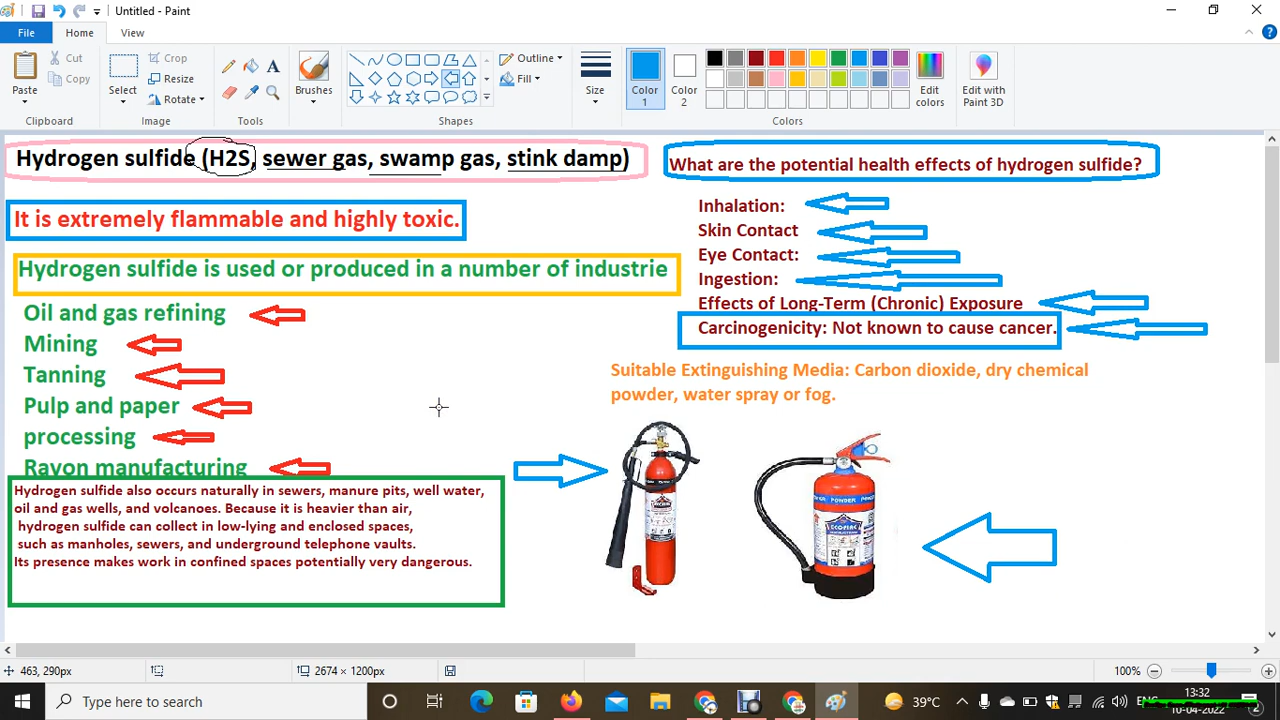 Untitled - Paint
File
Home
View
Paste
Cut
Copy
Clipboard
Select
Crop
Resize
Rotate
Image
Tools
Brushes
Outline
Fill
Shapes
Size
Color 1
Color 2
Edit colors
Edit with Paint 3D
Colors
Hydrogen sulfide (H2S, sewer gas, swamp gas, stink damp)
It is extremely flammable and highly toxic.
Hydrogen sulfide is used or produced in a number of industrie
Oil and gas refining
Mining
Tanning
Pulp and paper
processing
Rayon manufacturing
Hydrogen sulfide also occurs naturally in sewers, manure pits, well water,
oil and gas wells, and volcanoes. Because it is heavier than air,
hydrogen sulfide can collect in low-lying and enclosed spaces,
such as manholes, sewers, and underground telephone vaults.
Its presence makes work in confined spaces potentially very dangerous.
What are the potential health effects of hydrogen sulfide?
Inhalation:
Skin Contact
Eye Contact:
Ingestion:
Effects of Long-Term (Chronic) Exposure
Carcinogenicity: Not known to cause cancer.
Suitable Extinguishing Media: Carbon dioxide, dry chemical
powder, water spray or fog.
POWDER
ECOFIRE
463, 290px
2674 × 1200px
100%
Type here to search
39°C
13:32
10-04-2022
2